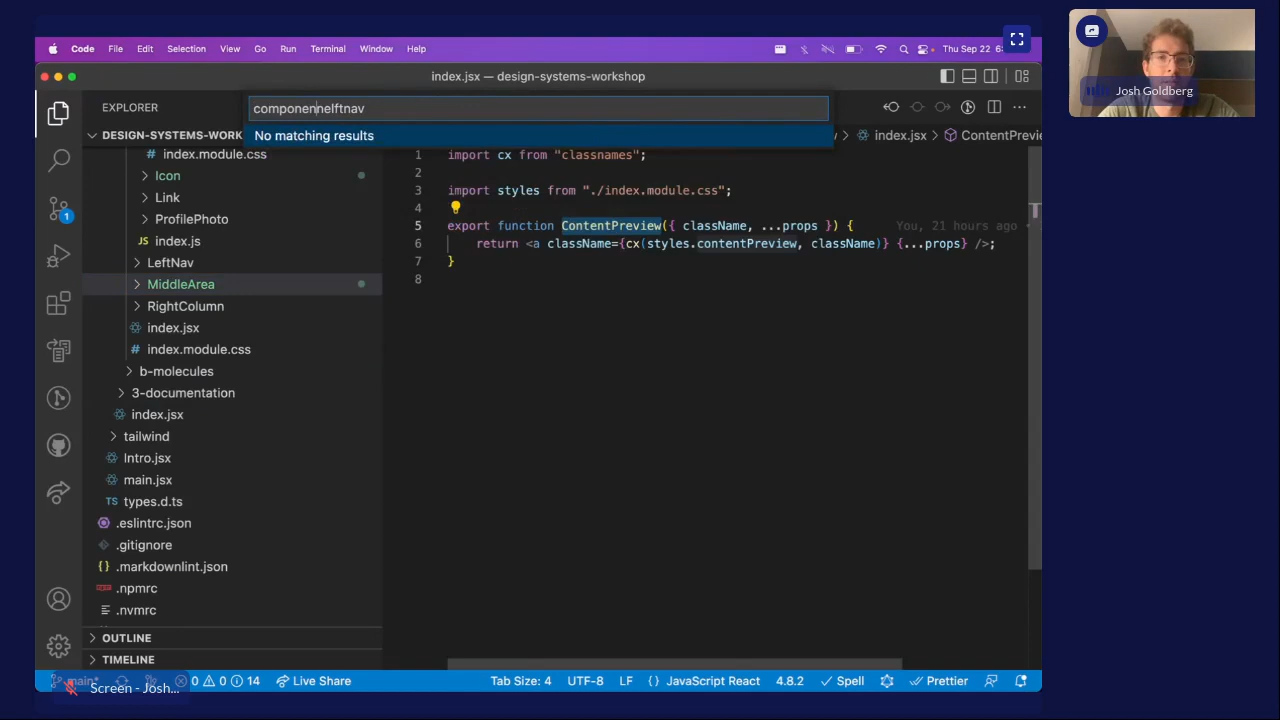 Code File Edit Selection View Go Run Terminal Window Help Thu Sep 22 6:
Josh Goldberg
index.jsx — design-systems-workshop
EXPLORER
componenelftnav
No matching results
DESIGN-SYSTEMS-WORK
index.jsx > ContentPrevi
index.module.css
Icon
Link
ProfilePhoto
JS index.js
LeftNav
MiddleArea
RightColumn
index.jsx
# index.module.css
b-molecules
3-documentation
index.jsx
tailwind
Intro.jsx
main.jsx
TS types.d.ts
.eslintrc.json
.gitignore
.markdownlint.json
.npmrc
.nvmrc
OUTLINE
TIMELINE
1
1 import cx from "classnames";
2
3 import styles from "./index.module.css";
4
5 export function ContentPreview({ className, ...props }) { You, 21 hours ago •
6 return <a className={cx(styles.contentPreview, className)} {...props} />;
7 }
8
main* 0 0 14 Live Share Tab Size: 4 UTF-8 LF {} JavaScript React 4.8.2 Spell Prettier
Screen - Josh...